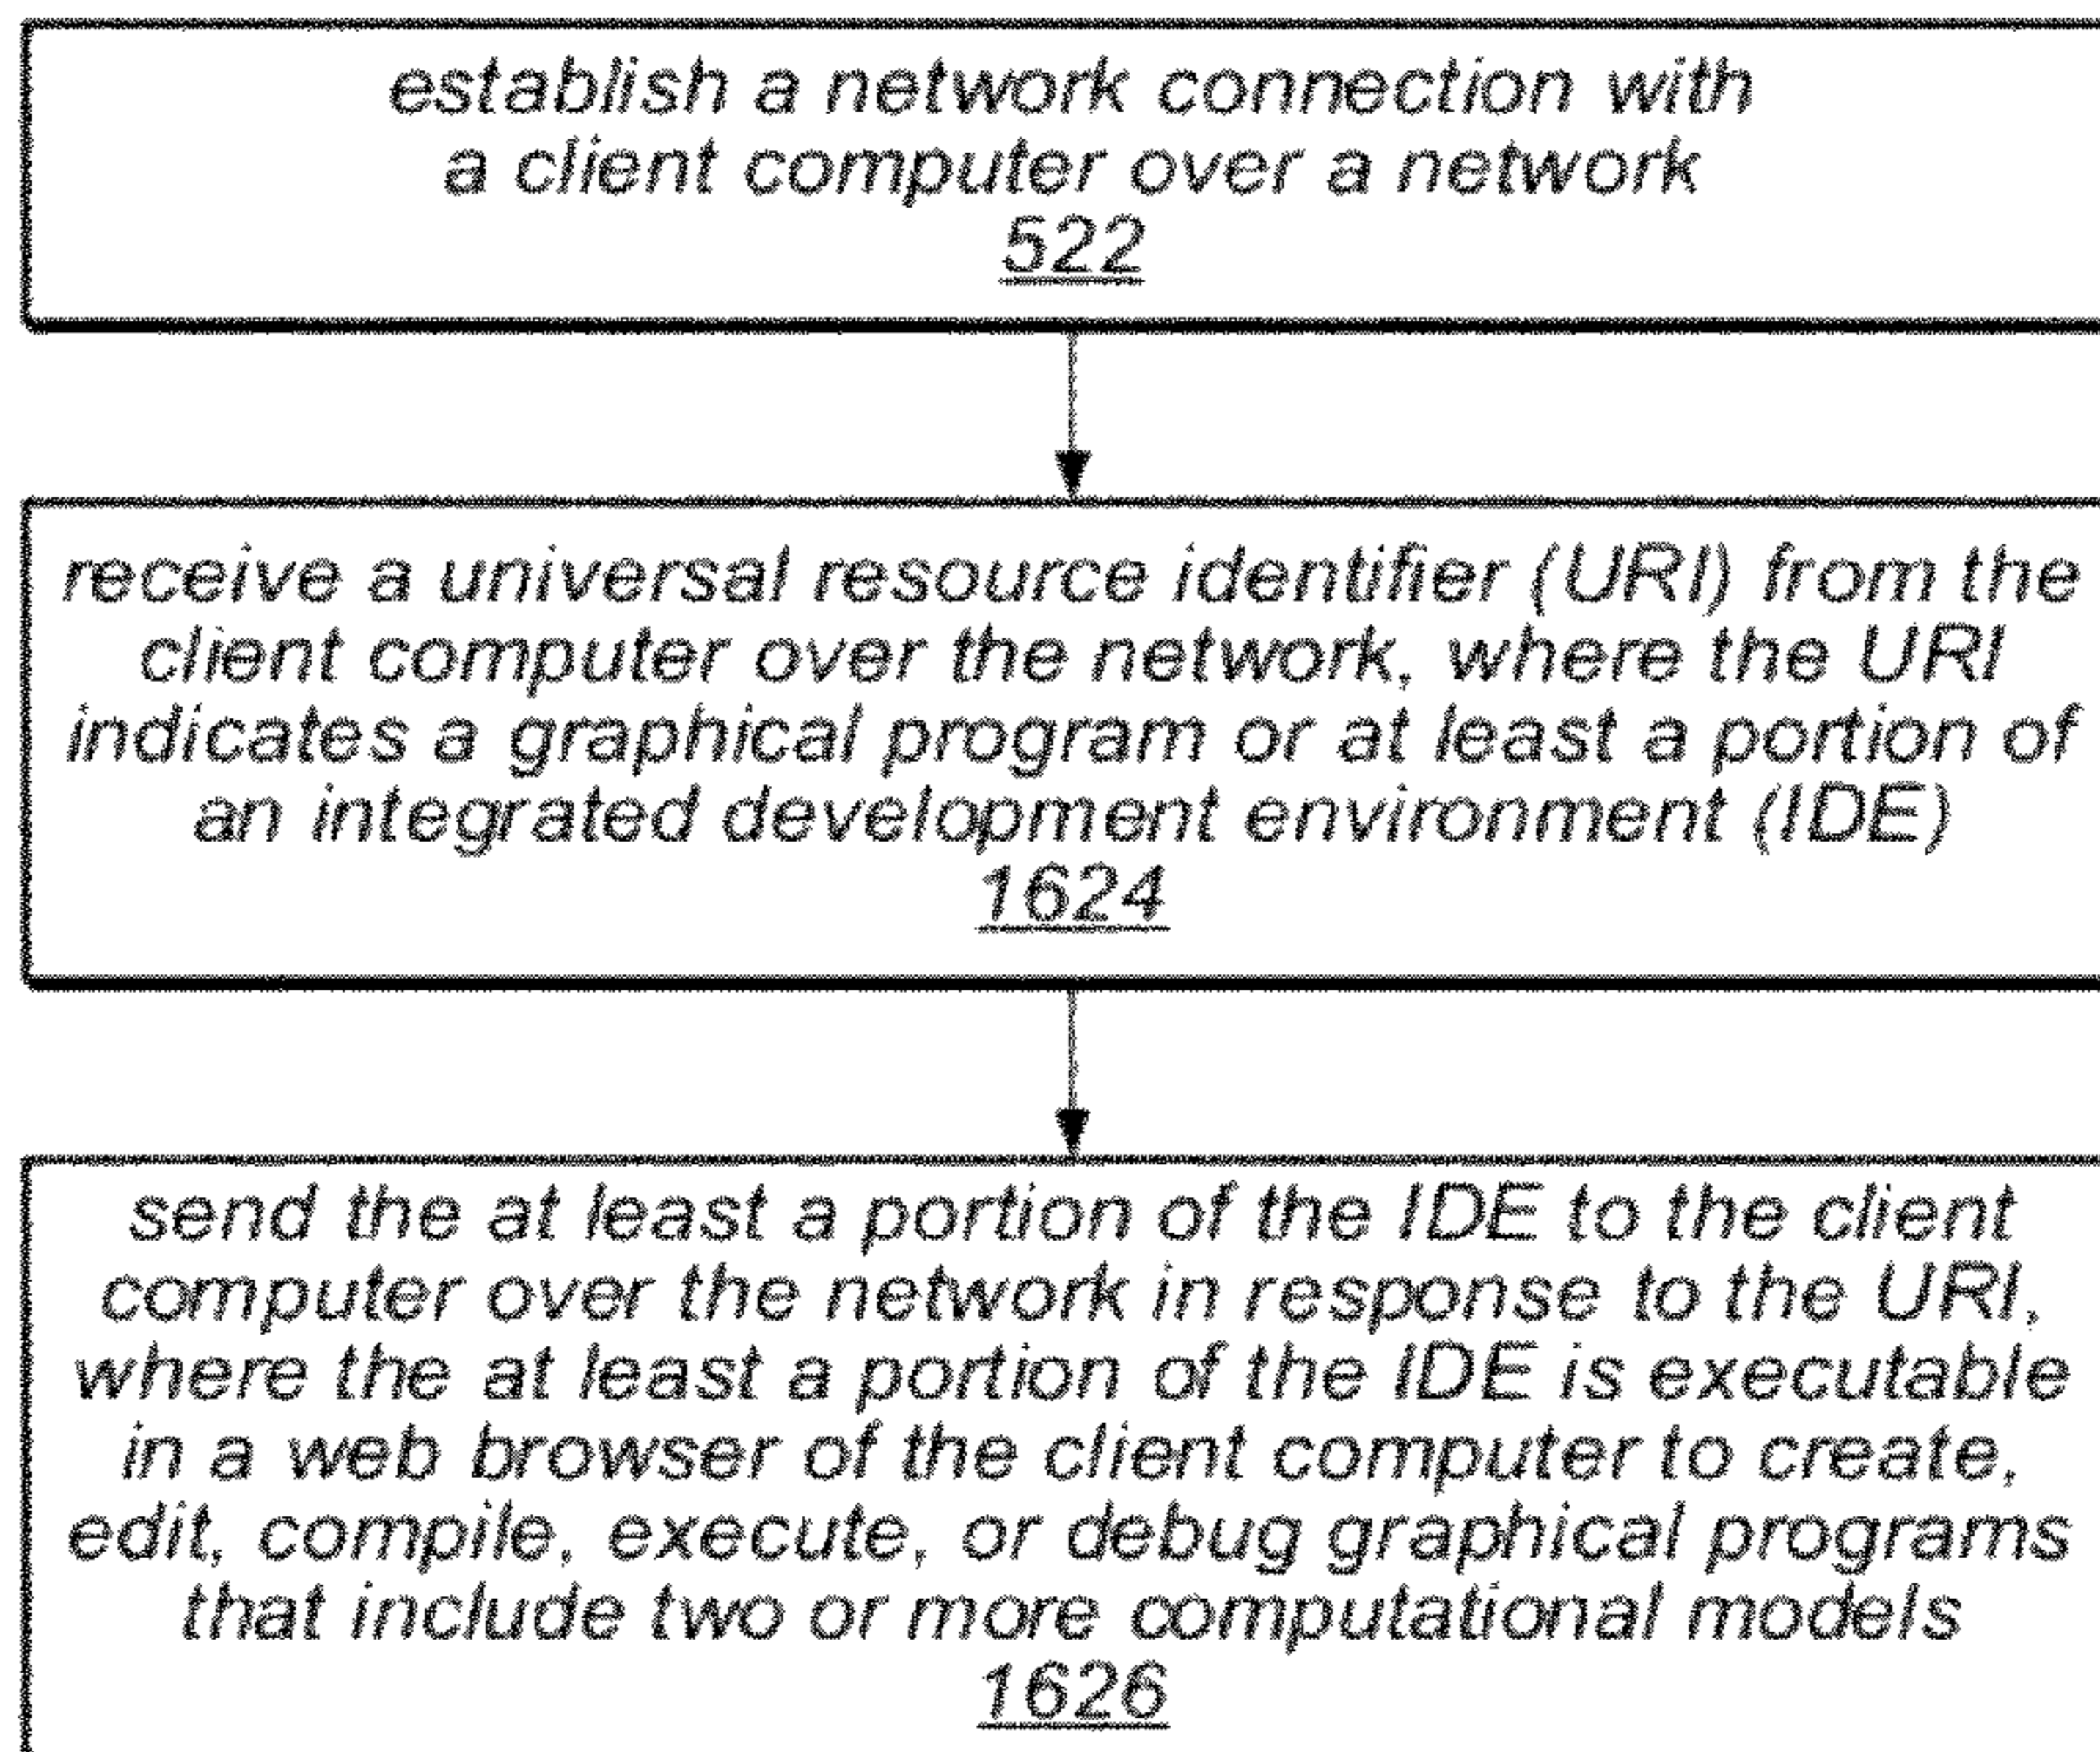 establish a network connection with
a client computer over a network
522
receive a universal resource identifier (URI) from the
client computer over the network, where the URI
indicates a graphical program or at least a portion of
an integrated development environment (IDE)
1624
send the at least a portion of the IDE to the client
computer over the network in response to the URI,
where the at least a portion of the IDE is executable
in a web browser of the client computer to create,
edit, compile, execute, or debug graphical programs
that include two or more computational models
1626